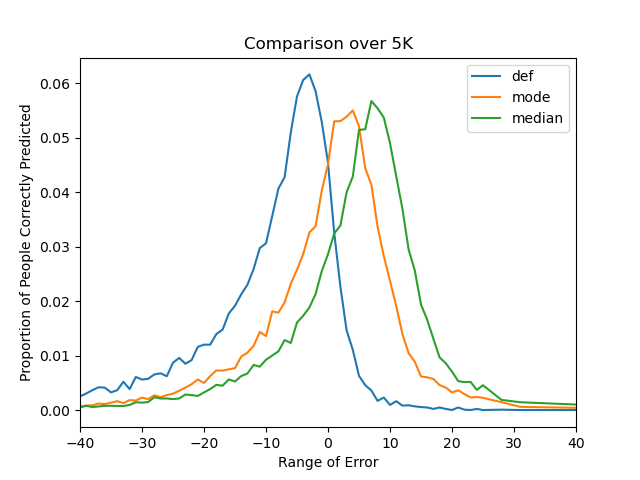 Comparison over 5K
def
mode
median
Proportion of People Correctly Predicted
0.06
0.05
0.04
0.03
0.02
0.01
0.00
−40 −30 −20 −10 0 10 20 30 40
Range of Error